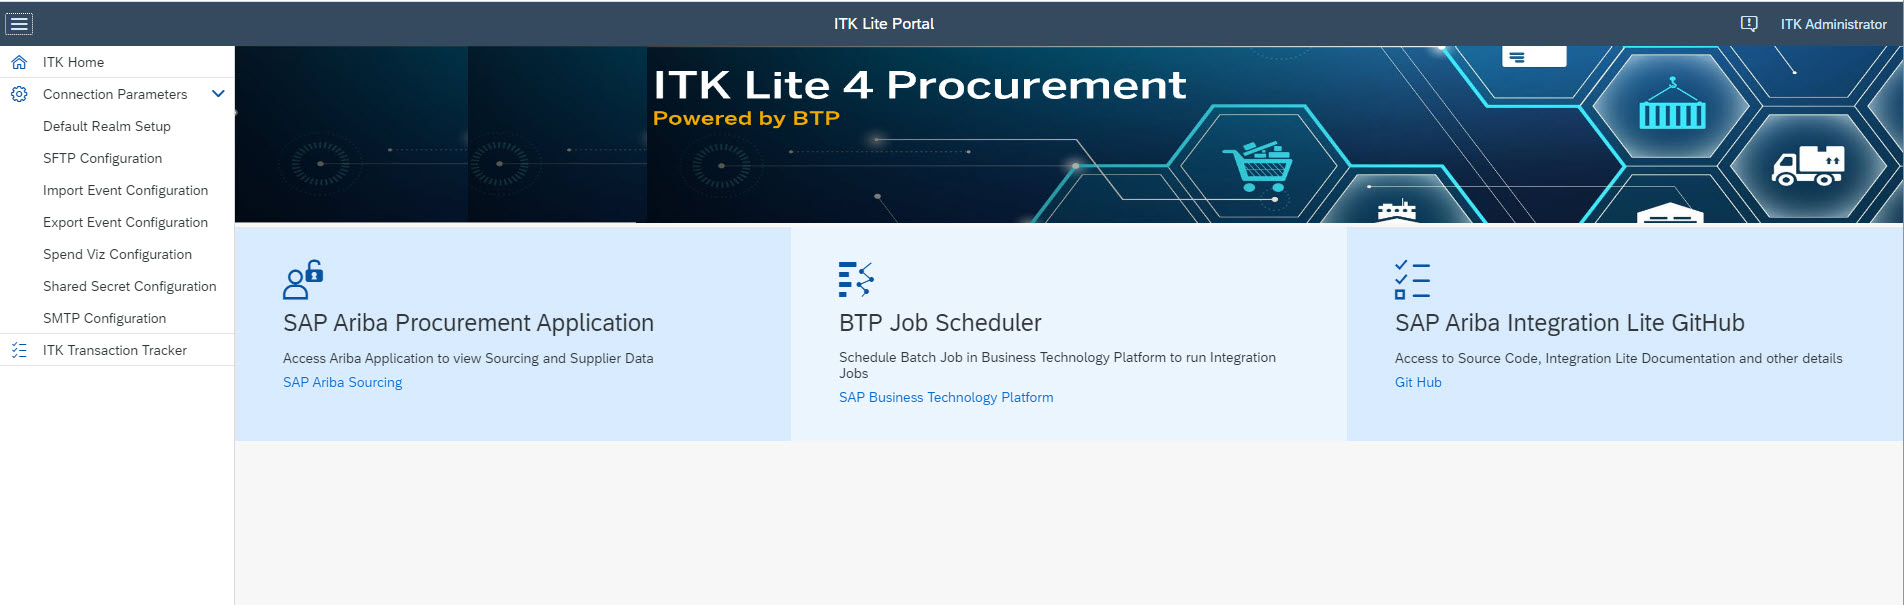 ITK Lite Portal
ITK Administrator
ITK Home
Connection Parameters
Default Realm Setup
SFTP Configuration
Import Event Configuration
Export Event Configuration
Spend Viz Configuration
Shared Secret Configuration
SMTP Configuration
ITK Transaction Tracker
ITK Lite 4 Procurement
Powered by BTP
SAP Ariba Procurement Application
Access Ariba Application to view Sourcing and Supplier Data
SAP Ariba Sourcing
BTP Job Scheduler
Schedule Batch Job in Business Technology Platform to run Integration
Jobs
SAP Business Technology Platform
SAP Ariba Integration Lite GitHub
Access to Source Code, Integration Lite Documentation and other details
Git Hub